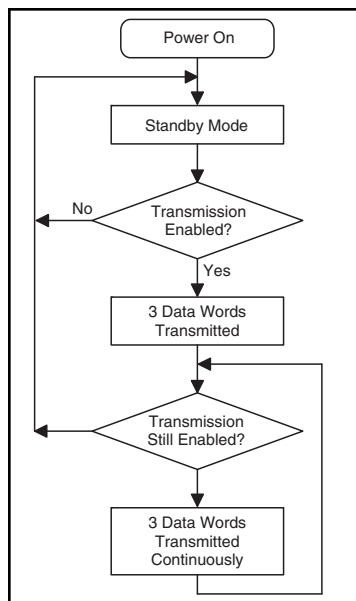 Power On
Standby Mode
Transmission
Enabled?
No
Yes
3 Data Words
Transmitted
Transmission
Still Enabled?
3 Data Words
Transmitted
Continuously